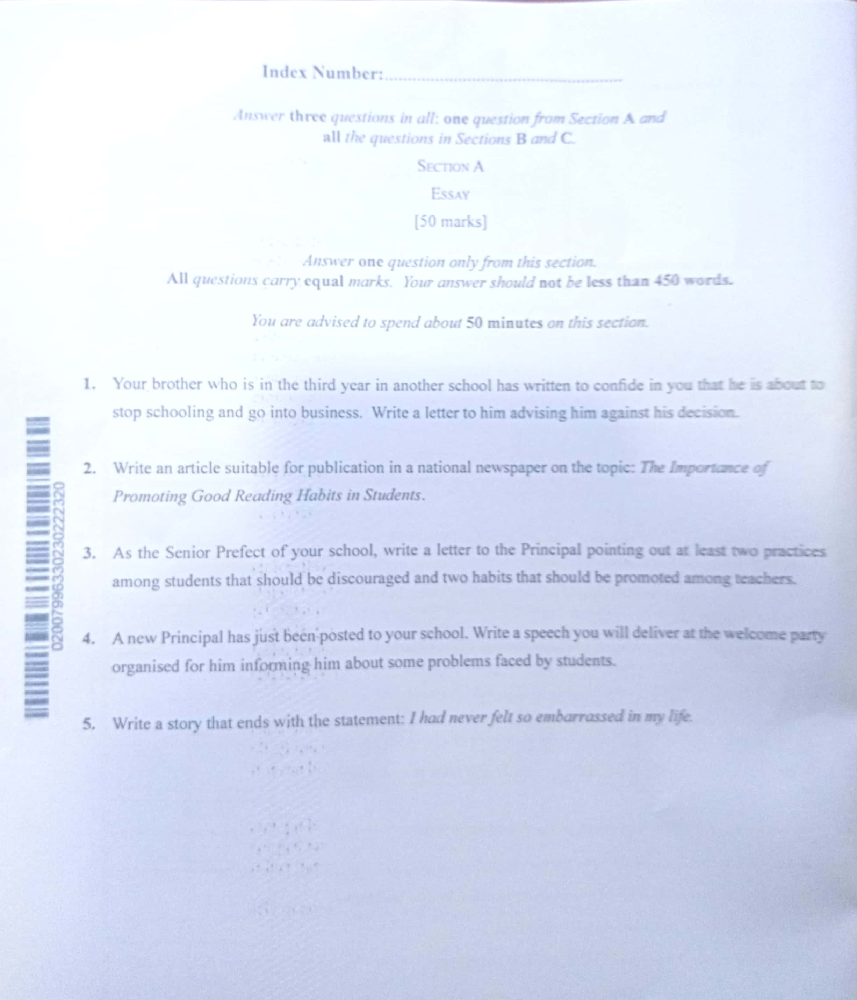 Index Number:
Answer three questions in all: one question from Section A and
all the questions in Sections B and C.
SECTION A
ESSAY
[50 marks]
Answer one question only from this section.
All questions carry equal marks. Your answer should not be less than 450 words.
You are advised to spend about 50 minutes on this section.
1. Your brother who is in the third year in another school has written to confide in you that he is about to
stop schooling and go into business. Write a letter to him advising him against his decision.
2. Write an article suitable for publication in a national newspaper on the topic: The Importance of
Promoting Good Reading Habits in Students.
3. As the Senior Prefect of your school, write a letter to the Principal pointing out at least two practices
among students that should be discouraged and two habits that should be promoted among teachers.
4. A new Principal has just been posted to your school. Write a speech you will deliver at the welcome party
organised for him informing him about some problems faced by students.
5. Write a story that ends with the statement: I had never felt so embarrassed in my life.